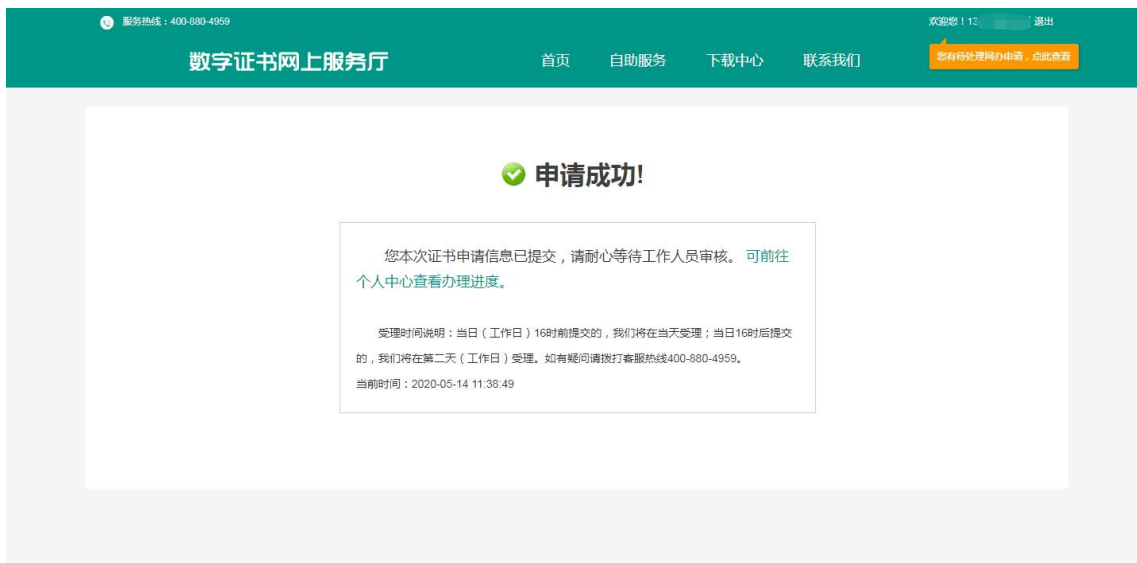 服务热线：400-880-4959
欢迎您！13 退出
数字证书网上服务厅
首页 自助服务 下载中心 联系我们
您有待处理网办申请，点此查看
申请成功!
您本次证书申请信息已提交，请耐心等待工作人员审核。 可前往
个人中心查看办理进度。
受理时间说明：当日（工作日）16时前提交的，我们将在当天受理；当日16时后提交
的，我们将在第二天（工作日）受理。如有疑问请拨打客服热线400-880-4959。
当前时间：2020-05-14 11:38:49